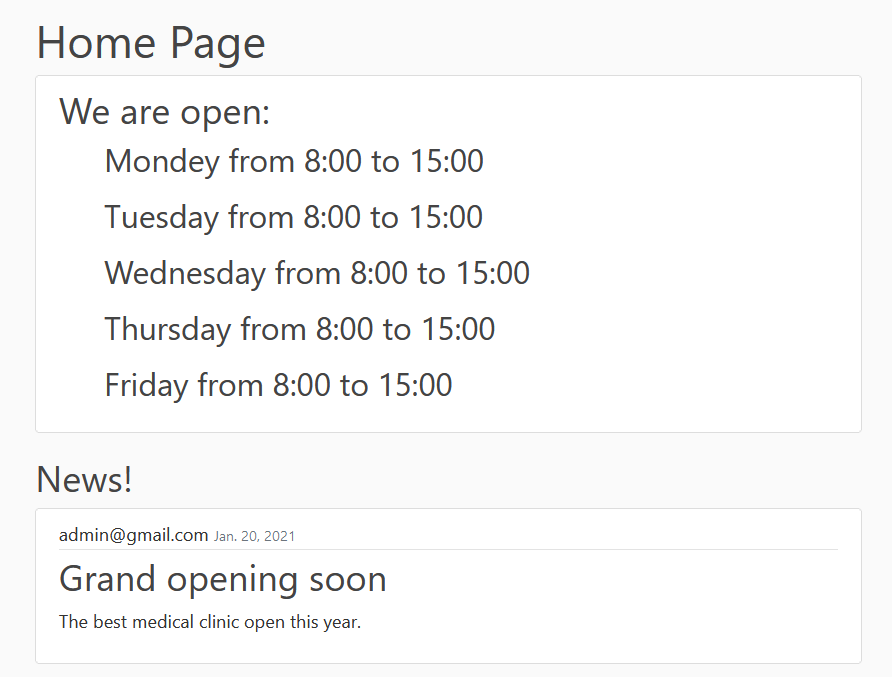 Home Page
We are open:
Mondey from 8:00 to 15:00
Tuesday from 8:00 to 15:00
Wednesday from 8:00 to 15:00
Thursday from 8:00 to 15:00
Friday from 8:00 to 15:00
News!
admin@gmail.com Jan. 20, 2021
Grand opening soon
The best medical clinic open this year.